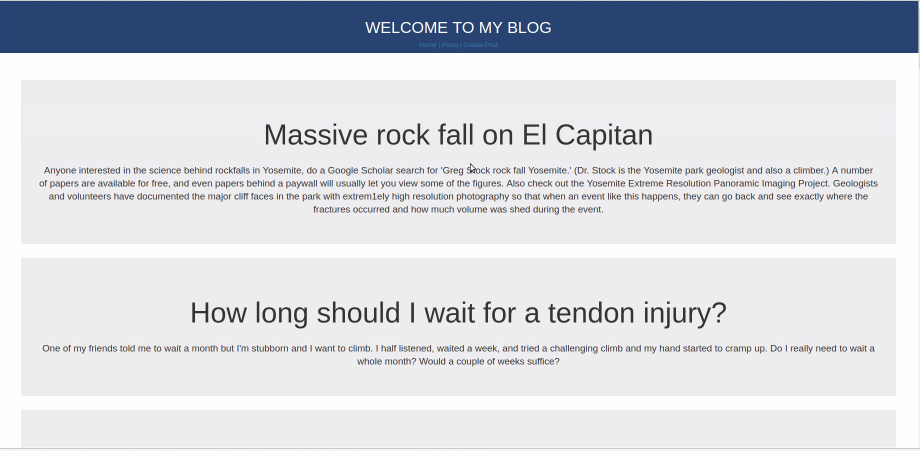 WELCOME TO MY BLOG
Home | Posts | Create Post
Massive rock fall on El Capitan
Anyone interested in the science behind rockfalls in Yosemite, do a Google Scholar search for 'Greg Stock rock fall Yosemite.' (Dr. Stock is the Yosemite park geologist and also a climber.) A number
of papers are available for free, and even papers behind a paywall will usually let you view some of the figures. Also check out the Yosemite Extreme Resolution Panoramic Imaging Project. Geologists
and volunteers have documented the major cliff faces in the park with extrem1ely high resolution photography so that when an event like this happens, they can go back and see exactly where the
fractures occurred and how much volume was shed during the event.
How long should I wait for a tendon injury?
One of my friends told me to wait a month but I'm stubborn and I want to climb. I half listened, waited a week, and tried a challenging climb and my hand started to cramp up. Do I really need to wait a
whole month? Would a couple of weeks suffice?